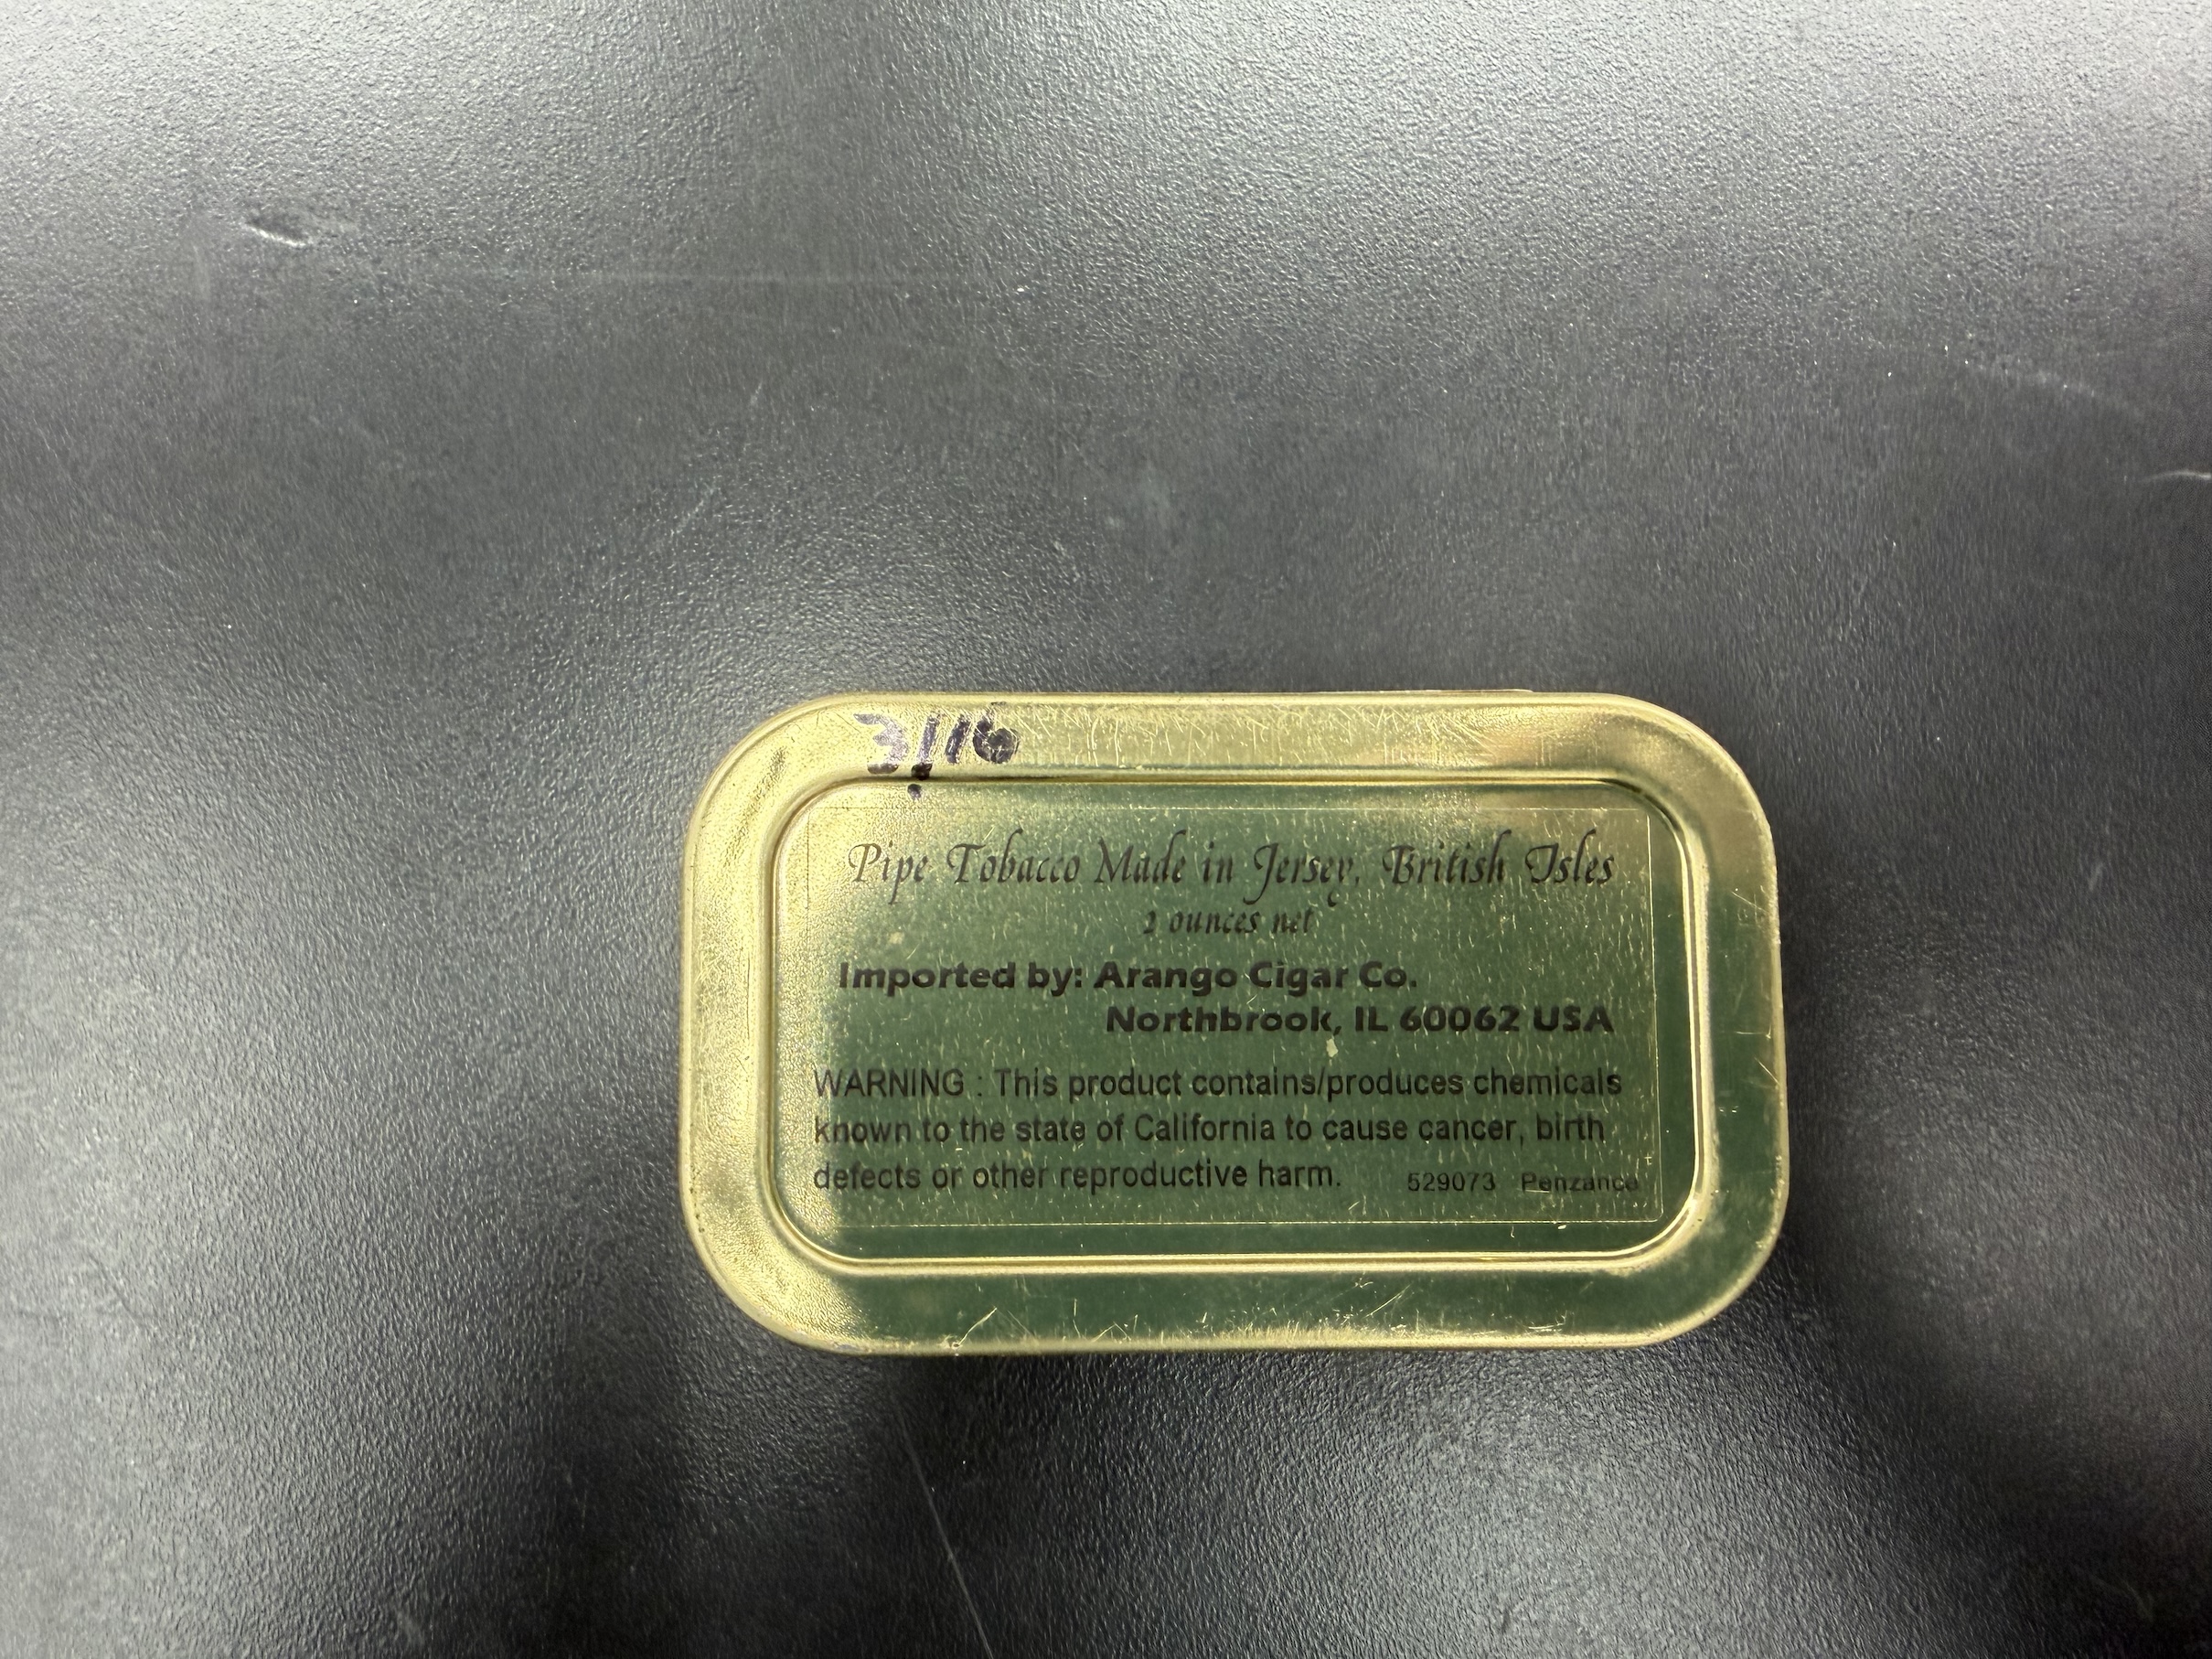 3/16
Pipe Tobacco Made in Jersey, British Isles
2 ounces net
Imported by: Arango Cigar Co.
Northbrook, IL 60062 USA
WARNING : This product contains/produces chemicals
known to the state of California to cause cancer, birth
defects or other reproductive harm. 529073 Penzance